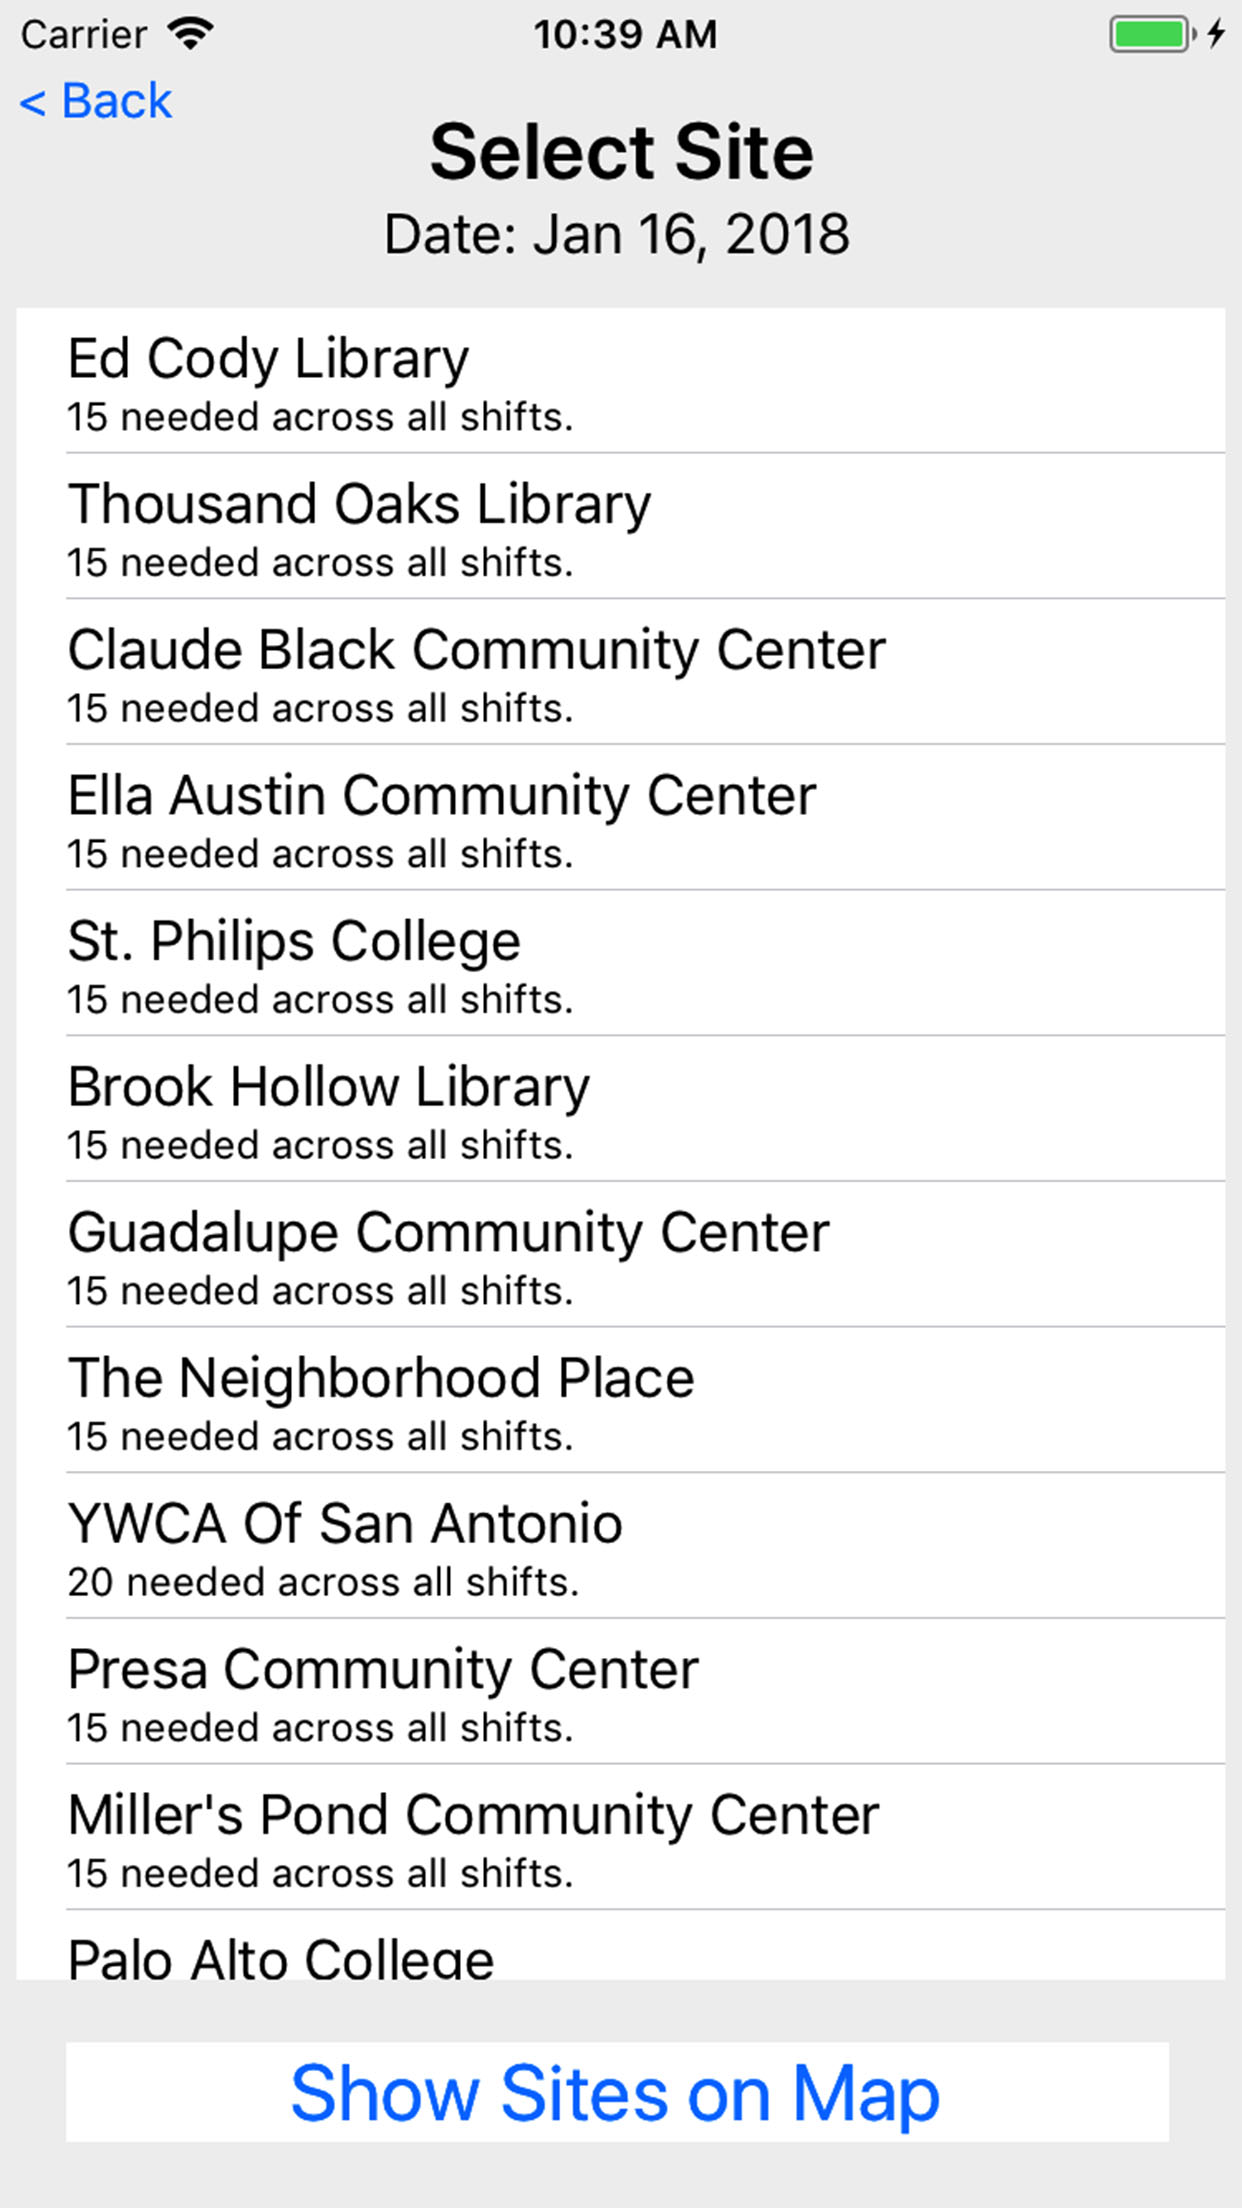 Carrier 10:39 AM
< Back
Select Site
Date: Jan 16, 2018
Ed Cody Library
15 needed across all shifts.
Thousand Oaks Library
15 needed across all shifts.
Claude Black Community Center
15 needed across all shifts.
Ella Austin Community Center
15 needed across all shifts.
St. Philips College
15 needed across all shifts.
Brook Hollow Library
15 needed across all shifts.
Guadalupe Community Center
15 needed across all shifts.
The Neighborhood Place
15 needed across all shifts.
YWCA Of San Antonio
20 needed across all shifts.
Presa Community Center
15 needed across all shifts.
Miller's Pond Community Center
15 needed across all shifts.
Palo Alto College
Show Sites on Map